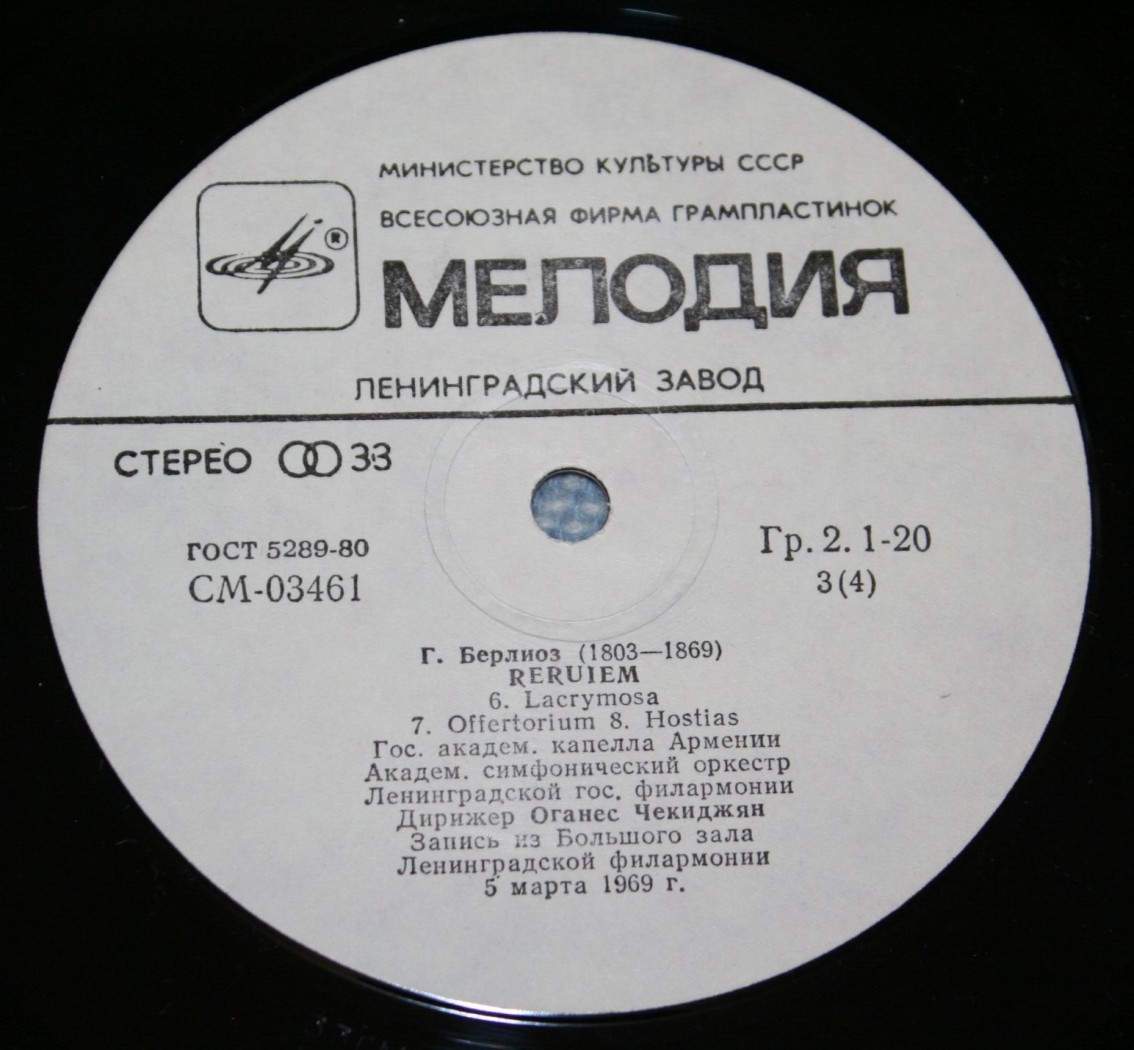 МИНИСТЕРСТВО КУЛЬТУРЫ СССР
ВСЕСОЮЗНАЯ ФИРМА ГРАМПЛАСТИНОК
®
МЕЛОДИЯ
ЛЕНИНГРАДСКИЙ ЗАВОД
СТЕРЕО 33
ГОСТ 5289-80
СМ-03461
Гр. 2. 1-20
3(4)
Г. Берлиоз (1803—1869)
RERUIEM
6. Lacrymosa
7. Offertorium 8. Hostias
Гос. академ. капелла Армении
Академ. симфонический оркестр
Ленинградской гос. филармонии
Дирижер Оганес Чекиджян
Запись из Большого зала
Ленинградской филармонии
5 марта 1969 г.